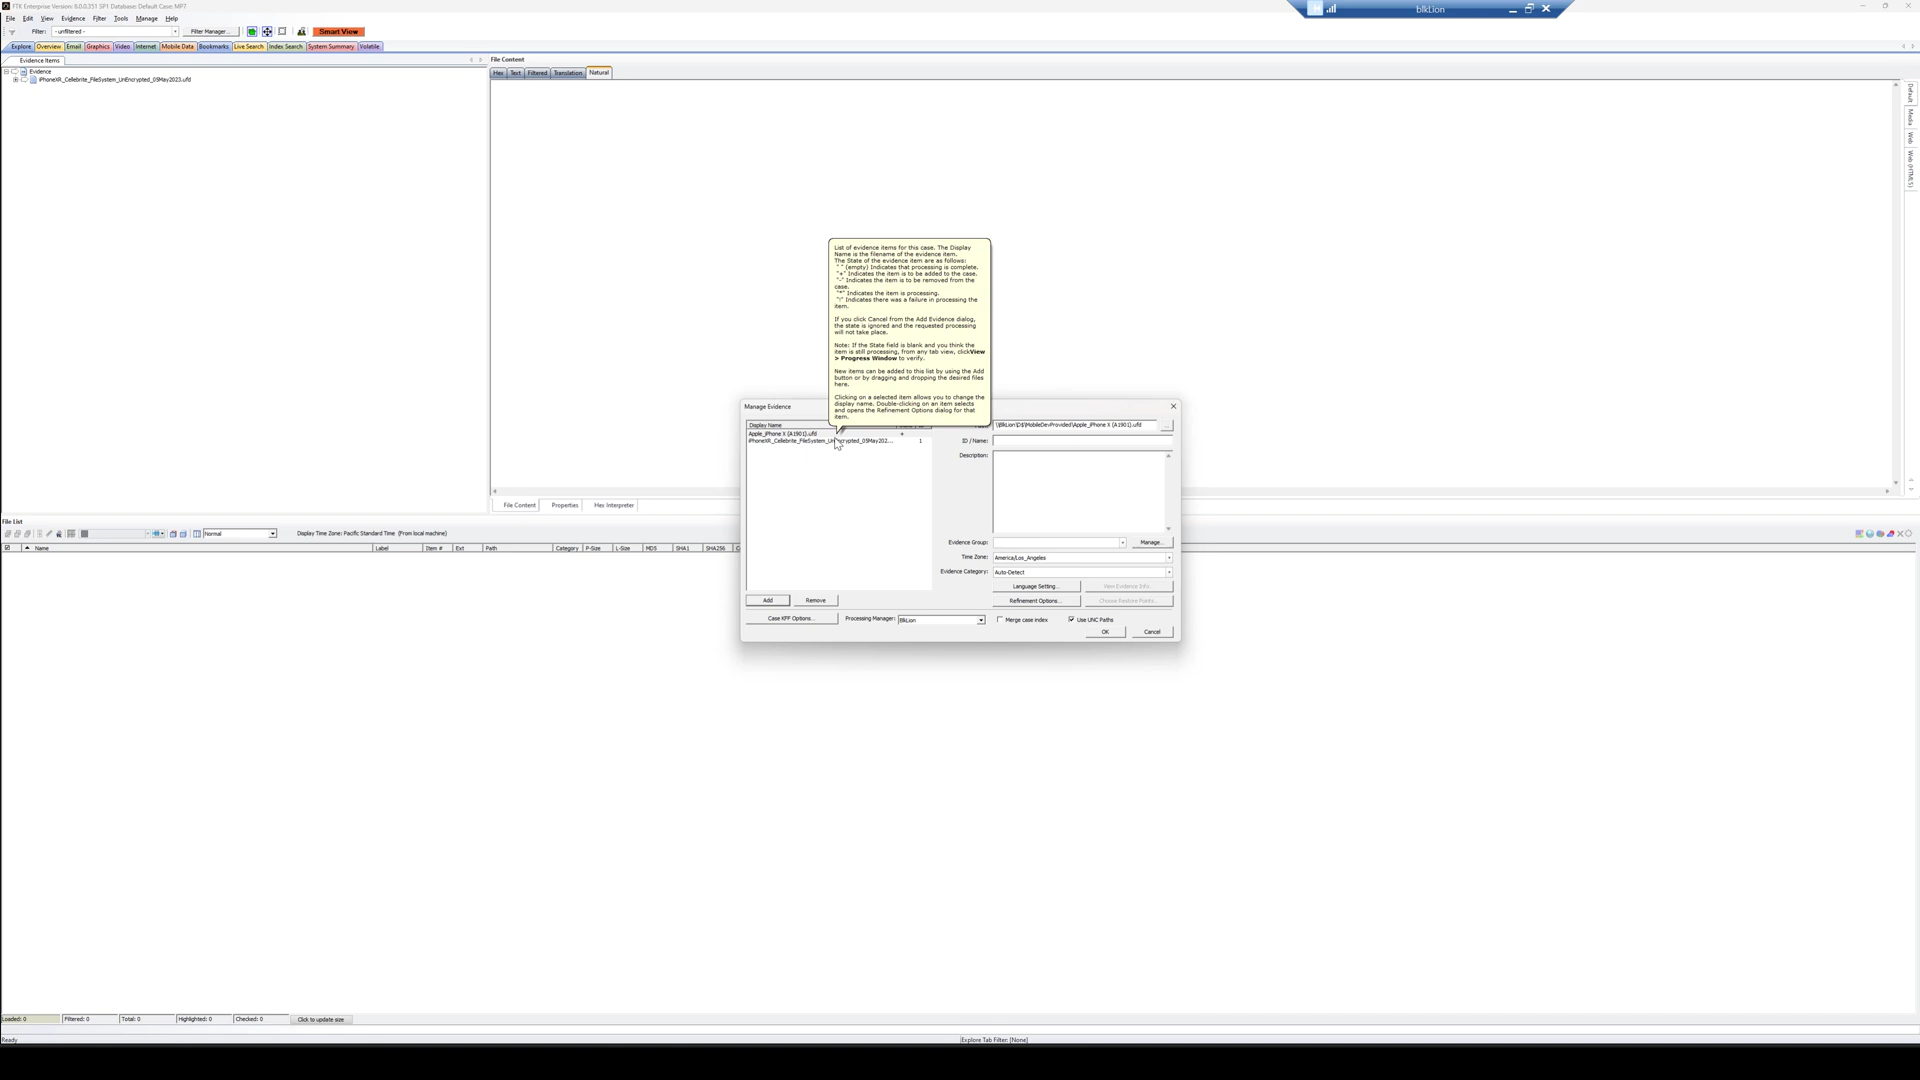 FTK Enterprise Version: 8.0.0.351 SP1 Database: Default Case: MP7
blkLion
File Edit View Evidence Filter Tools Manage Help
Filter: - unfiltered - Filter Manager... Smart View
Explore Overview Email Graphics Video Internet Mobile Data Bookmarks Live Search Index Search System Summary Volatile
Evidence Items
File Content
Evidence
iPhoneXR_Cellebrite_FileSystem_UnEncrypted_05May2023.ufd
Hex Text Filtered Translation Natural
Default
Media
Web
Web (HTML5)
List of evidence items for this case. The Display
Name is the filename of the evidence item.
The State of the evidence item are as follows:
" " (empty) Indicates that processing is complete.
"+" Indicates the item is to be added to the case.
"-" Indicates the item is to be removed from the
case.
"*" Indicates the item is processing.
"!" Indicates there was a failure in processing the
item.
If you click Cancel from the Add Evidence dialog,
the state is ignored and the requested processing
will not take place.
Note: If the State field is blank and you think the
item is still processing, from any tab view, clickView
> Progress Window to verify.
New items can be added to this list by using the Add
button or by dragging and dropping the desired files
here.
Clicking on a selected item allows you to change the
display name. Double-clicking on an item selects
and opens the Refinement Options dialog for that
item.
Manage Evidence
Display Name
Apple_iPhone X (A1901).ufd +
1
\\BlkLion\D$\MobileDevProvided\Apple_iPhone X (A1901).ufd ...
ID / Name:
Description:
Evidence Group: Manage...
Time Zone: America/Los_Angeles
Evidence Category: Auto-Detect
Language Setting... View Evidence Info...
Add Remove Refinement Options... Choose Restore Points...
Case KFF Options... Processing Manager: BlkLion Merge case index Use UNC Paths
OK Cancel
File Content Properties Hex Interpreter
File List
Normal Display Time Zone: Pacific Standard Time (From local machine)
Name Label Item # Ext Path Category P-Size L-Size MD5 SHA1 SHA256
Loaded: 0 Filtered: 0 Total: 0 Highlighted: 0 Checked: 0 Click to update size
Ready Explore Tab Filter: [None]